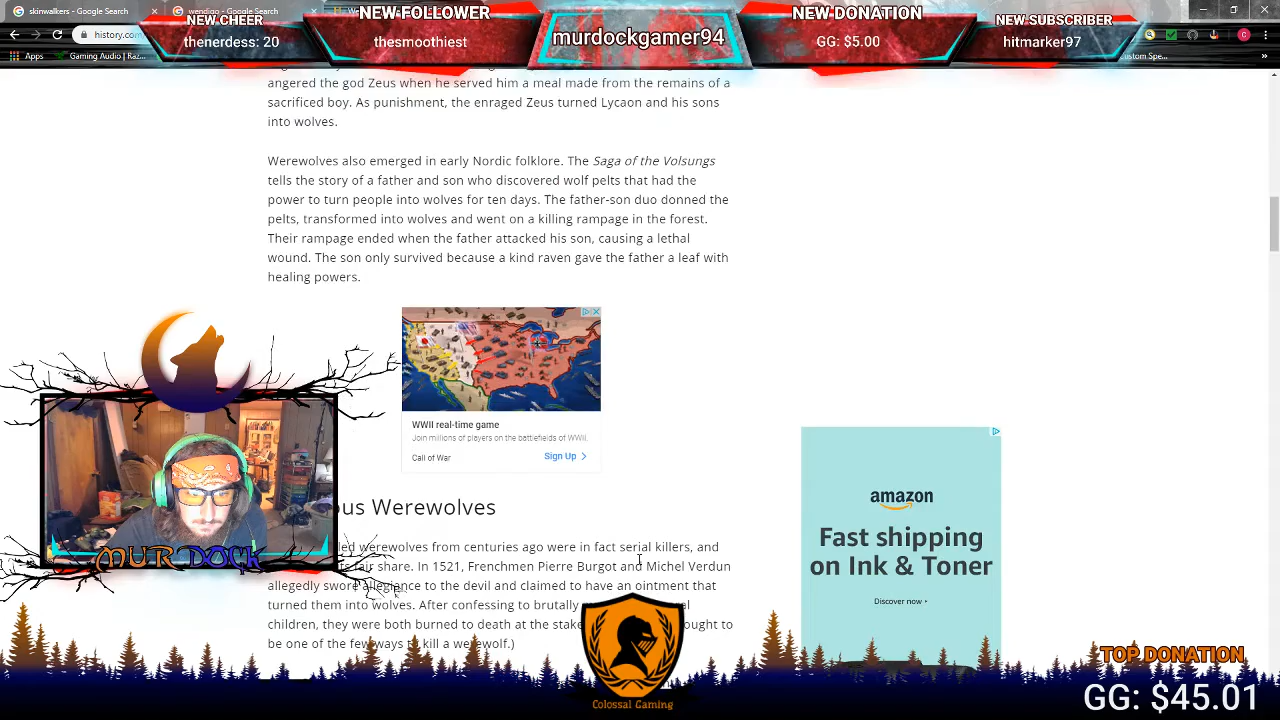 skinwalkers - Google Search
wendigo - Google Search
NEW CHEER
thenerdess: 20
NEW FOLLOWER
thesmoothiest
murdockgamer94
NEW DONATION
GG: $5.00
NEW SUBSCRIBER
hitmarker97
history.com
Apps
Gaming Audio | Raz...
ustom Spe...
angered the god Zeus when he served him a meal made from the remains of a
sacrificed boy. As punishment, the enraged Zeus turned Lycaon and his sons
into wolves.
Werewolves also emerged in early Nordic folklore. The Saga of the Volsungs
tells the story of a father and son who discovered wolf pelts that had the
power to turn people into wolves for ten days. The father-son duo donned the
pelts, transformed into wolves and went on a killing rampage in the forest.
Their rampage ended when the father attacked his son, causing a lethal
wound. The son only survived because a kind raven gave the father a leaf with
healing powers.
WWII real-time game
Join millions of players on the battlefields of WWII.
Call of War
Sign Up
ous Werewolves
led werewolves from centuries ago were in fact serial killers, and
fair share. In 1521, Frenchmen Pierre Burgot and Michel Verdun
allegedly swore allegiance to the devil and claimed to have an ointment that
turned them into wolves. After confessing to brutally
children, they were both burned to death at the stake ought to
be one of the few ways to kill a werewolf.)
MURDOCK
amazon
Fast shipping
on Ink & Toner
Discover now
Colossal Gaming
TOP DONATION
GG: $45.01